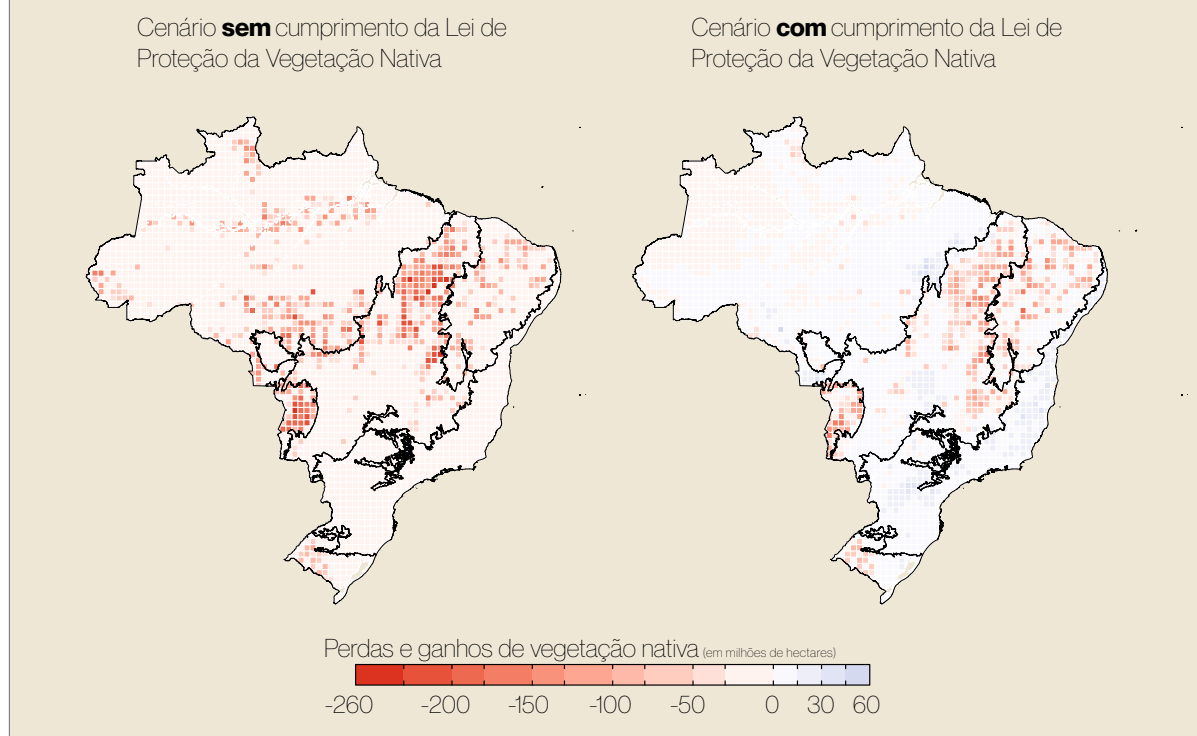 Cenário sem cumprimento da Lei de
Proteção da Vegetação Nativa
Cenário com cumprimento da Lei de
Proteção da Vegetação Nativa
Perdas e ganhos de vegetação nativa (em milhões de hectares)
-260 -200 -150 -100 -50 0 30 60